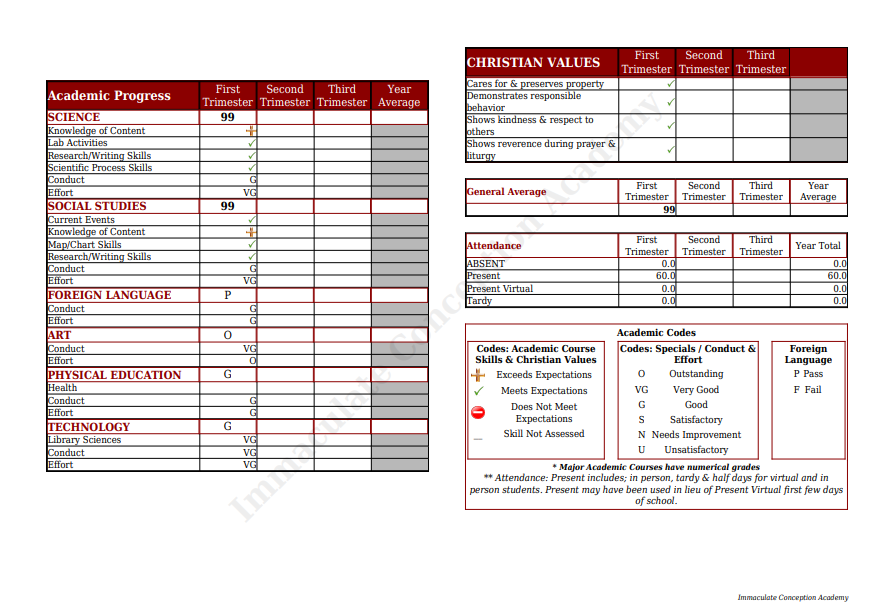 Academic Progress First Trimester Second Trimester Third Trimester Year Average
SCIENCE 99
Knowledge of Content
Lab Activities ✓
Research/Writing Skills ✓
Scientific Process Skills ✓
Conduct G
Effort VG
SOCIAL STUDIES 99
Current Events ✓
Knowledge of Content
Map/Chart Skills ✓
Research/Writing Skills ✓
Conduct G
Effort VG
FOREIGN LANGUAGE P
Conduct G
Effort G
ART O
Conduct VG
Effort O
PHYSICAL EDUCATION G
Health
Conduct G
Effort G
TECHNOLOGY G
Library Sciences VG
Conduct VG
Effort VG
CHRISTIAN VALUES First Trimester Second Trimester Third Trimester
Cares for & preserves property ✓
Demonstrates responsible
behavior ✓
Shows kindness & respect to
others ✓
Shows reverence during prayer &
liturgy ✓
General Average First Trimester Second Trimester Third Trimester Year Average
99
Attendance First Trimester Second Trimester Third Trimester Year Total
ABSENT 0.0 0.0
Present 60.0 60.0
Present Virtual 0.0 0.0
Tardy 0.0 0.0
Academic Codes
Codes: Academic Course
Skills & Christian Values
Exceeds Expectations
✓ Meets Expectations
Does Not Meet
Expectations
_ Skill Not Assessed
Codes: Specials / Conduct &
Effort
O Outstanding
VG Very Good
G Good
S Satisfactory
N Needs Improvement
U Unsatisfactory
Foreign
Language
P Pass
F Fail
* Major Academic Courses have numerical grades
** Attendance: Present includes; in person, tardy & half days for virtual and in
person students. Present may have been used in lieu of Present Virtual first few days
of school.
Immaculate Conception Academy
Immaculate Conception Academy